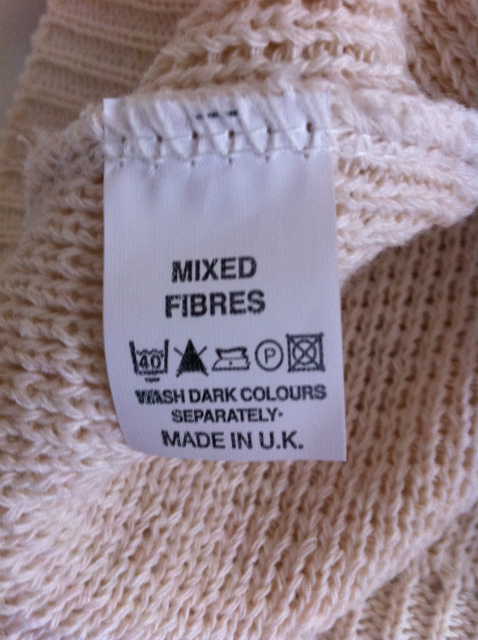 MIXED
FIBRES
40 P
WASH DARK COLOURS
SEPARATELY-
MADE IN U.K.